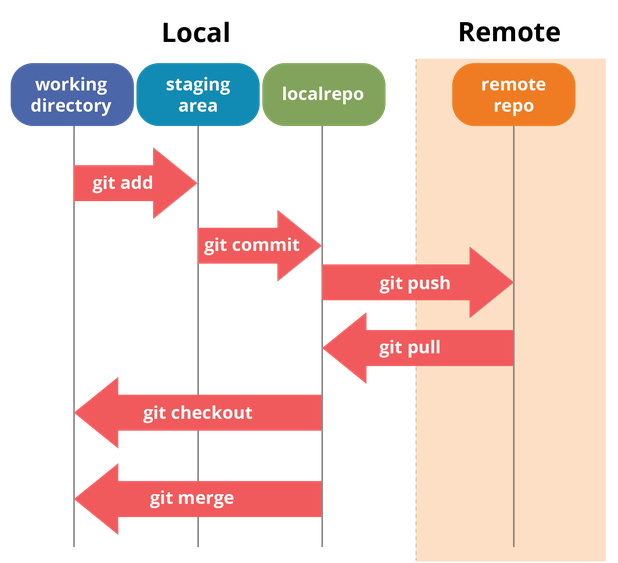 Local
Remote
working
directory
staging
area
localrepo
remote
repo
git add
git commit
git push
git pull
git checkout
git merge